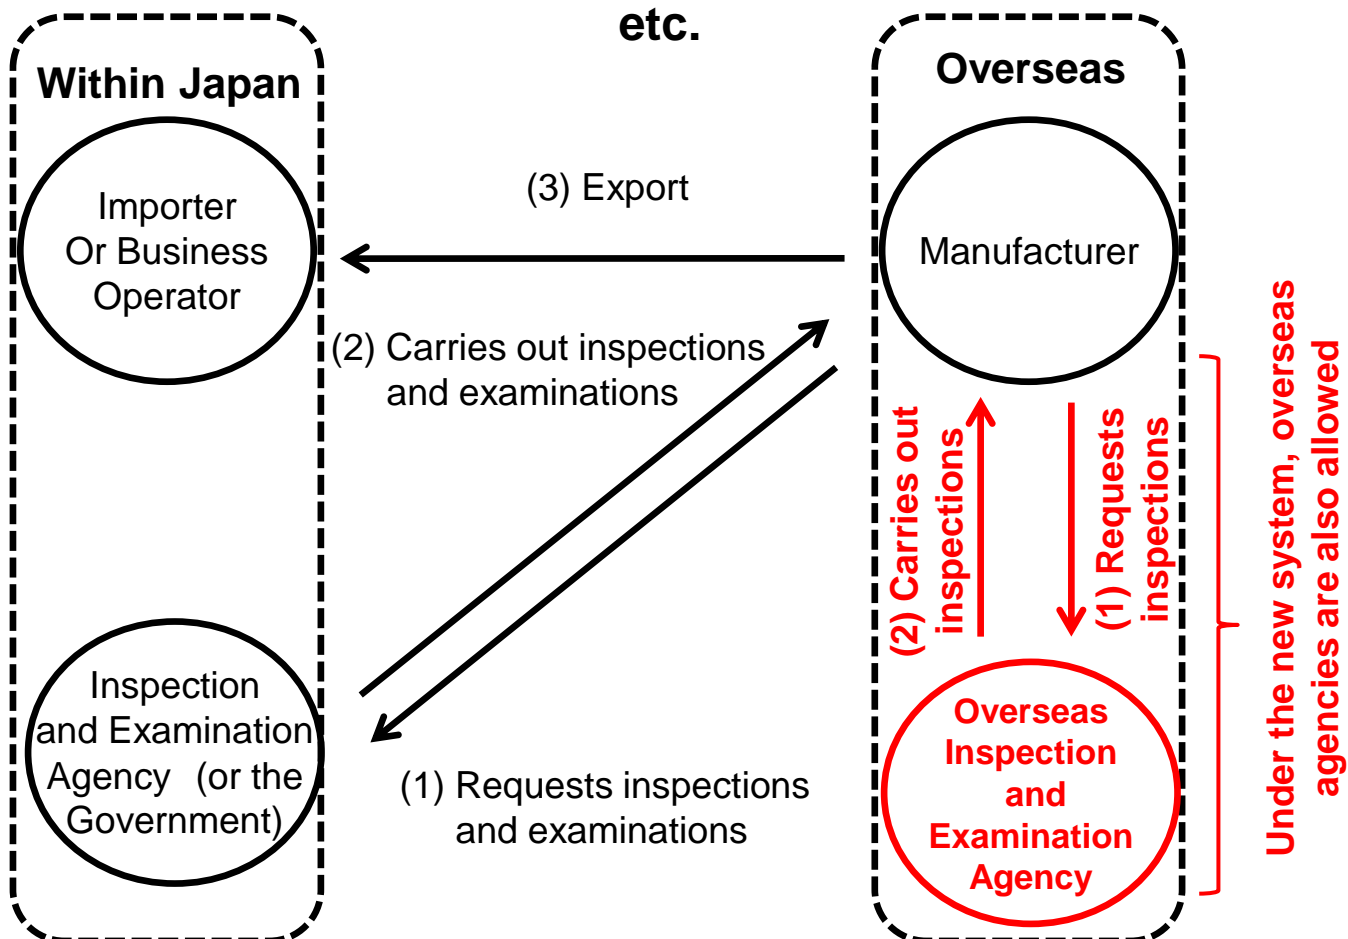 etc.
Within Japan
Overseas
Importer
Or Business
Operator
(3) Export
Manufacturer
(2) Carries out inspections
and examinations
(2) Carries out
inspections
(1) Requests
inspections
Under the new system, overseas
agencies are also allowed
Inspection
and Examination
Agency (or the
Government)
(1) Requests inspections
and examinations
Overseas
Inspection
and
Examination
Agency